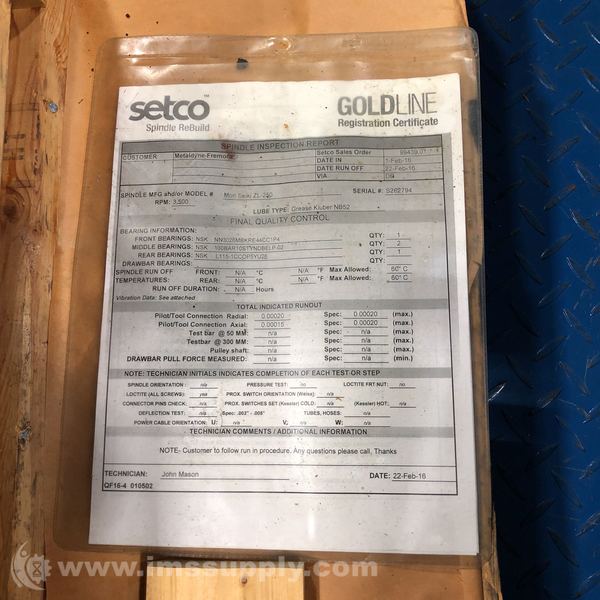 setco™ GOLDLINE
Spindle ReBuild Registration Certificate
SPINDLE INSPECTION REPORT
CUSTOMER Metaldyne-Fremont Setco Sales Order
DATE IN 1-Feb-16
DATE RUN OFF 22-Feb-16
VIA
SPINDLE MFG and/or MODEL # Mori Seiki ZL-250 SERIAL #: S262794
RPM: 3,500 LUBE TYPE: Grease Kluber NB52
FINAL QUALITY CONTROL
BEARING INFORMATION:
FRONT BEARINGS: NSK QTY: 1
MIDDLE BEARINGS: NSK QTY: 2
REAR BEARINGS: NSK QTY: 1
DRAWBAR BEARINGS: QTY:
SPINDLE RUN OFF FRONT: N/A °C N/A °F Max Allowed: 60° C
TEMPERATURES: REAR: N/A °C N/A °F Max Allowed: 60° C
RUN OFF DURATION: N/A Hours
Vibration Data: See attached
TOTAL INDICATED RUNOUT
Pilot/Tool Connection Radial: 0.00020 Spec: 0.00020 (max.)
Pilot/Tool Connection Axial: 0.00015 Spec: 0.00020 (max.)
Test bar @ 50 MM: n/a Spec: n/a (max.)
Testbar @ 300 MM: n/a Spec: n/a (max.)
Pulley shaft: n/a Spec: n/a (max.)
DRAWBAR PULL FORCE MEASURED: n/a Spec: n/a (min.)
NOTE: TECHNICIAN INITIALS INDICATES COMPLETION OF EACH TEST OR STEP
SPINDLE ORIENTATION: n/a PRESSURE TEST: no LOCTITE FRT NUT: no
LOCTITE (ALL SCREWS): yes PROX. SWITCH ORIENTATION (Weiss): n/a
CONNECTOR PINS CHECK: n/a PROX. SWITCHES SET (Kessler) COLD: n/a (Kessler) HOT: n/a
DEFLECTION TEST: n/a Spec: .003" - .005" TUBES, HOSES: n/a
POWER CABLE ORIENTATION: U: n/a V: n/a W: n/a
TECHNICIAN COMMENTS / ADDITIONAL INFORMATION
NOTE- Customer to follow run in procedure. Any questions please call, Thanks
TECHNICIAN: John Mason DATE: 22-Feb-16
QF16-4 010502
www.imssupply.com